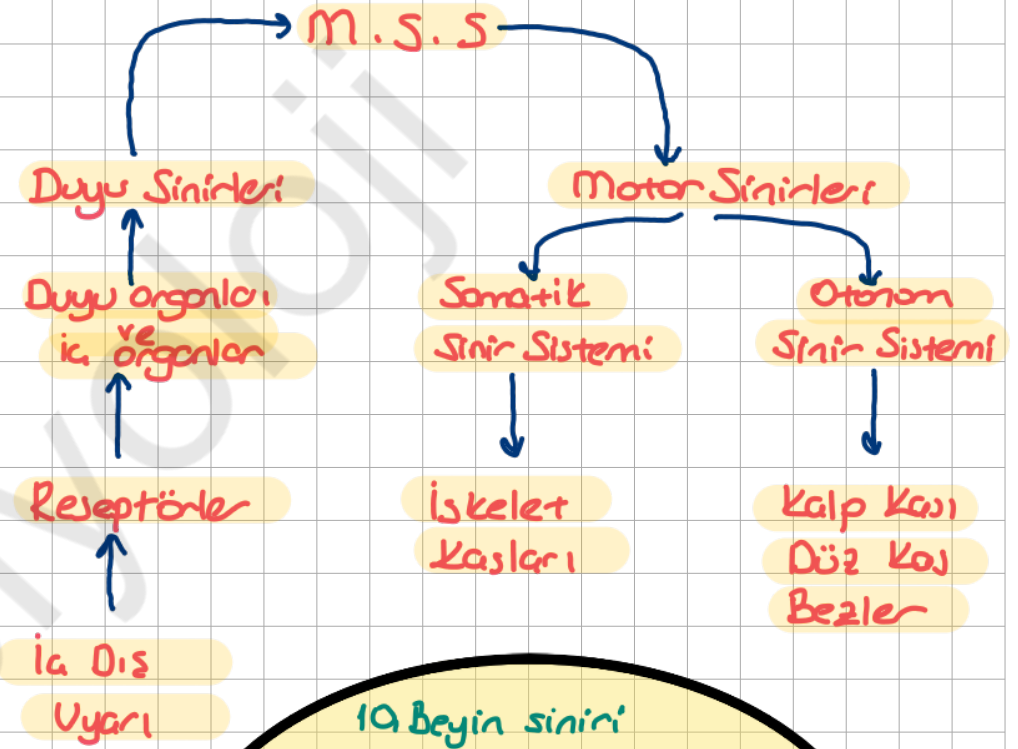 M.S.S
Duyu Sinirleri
Motor Sinirleri
Duyu organları
ve
iç organlar
Somatik
Sinir Sistemi
Otonom
Sinir Sistemi
Reseptörler
İskelet
Kasları
Kalp Kası
Düz Kas
Bezler
İç Dış
Uyarı
10. Beyin siniri
yoloji